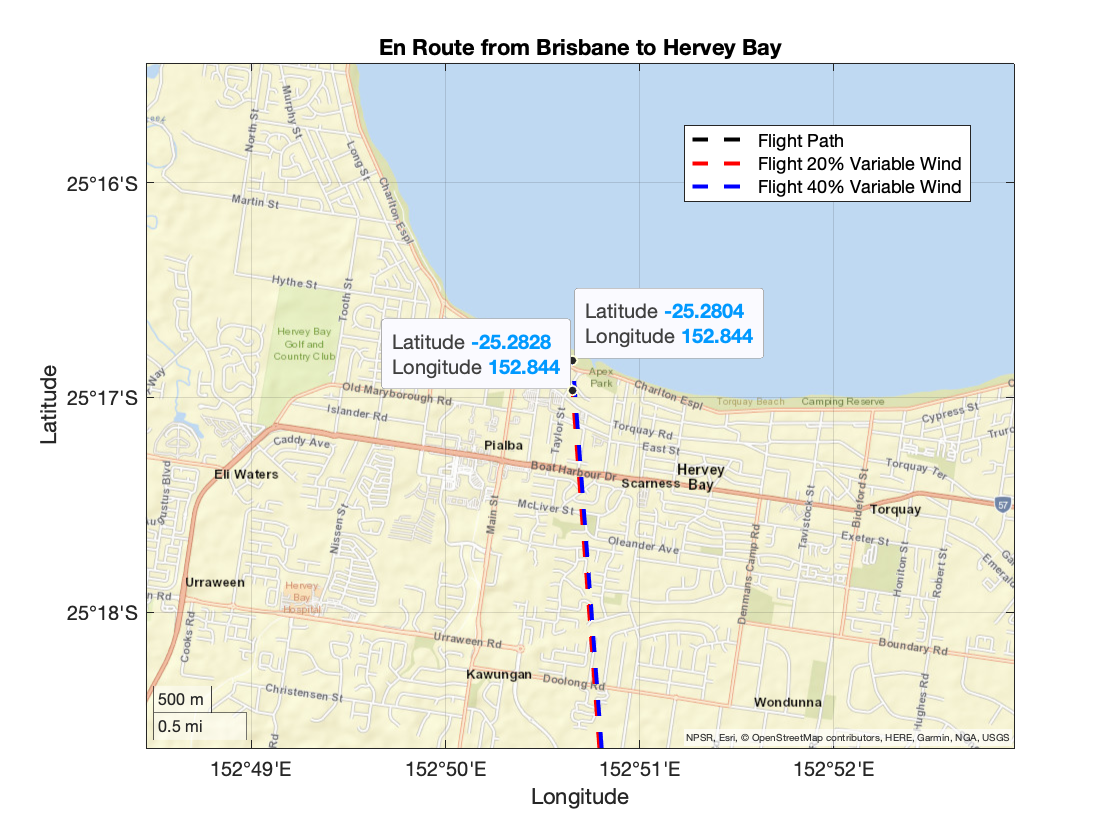 En Route from Brisbane to Hervey Bay
Flight Path
Flight 20% Variable Wind
Flight 40% Variable Wind
North St
Murphy St
Long St
Charlton Espl
25°16'S
Martin St
Hythe St
Tooth St
Latitude -25.2804
Longitude 152.844
Latitude -25.2828
Longitude 152.844
Hervey Bay
Golf and
Country Club
Apex
Park
Way
25°17'S
Old Maryborough Rd
Charlton Espl
Torquay Beach
Camping Reserve
Islander Rd
Taylor St
Cypress St
Caddy Ave
Torquay Rd
Pialba
East St
Torquay Ter
Eli Waters
Boat Harbour Dr
Hervey
Bay
Scarness
57
Main St
McLiver St
Torquay
Nissen St
Tavistock St
Bideford St
Oleander Ave
Exeter St
Urraween
Hervey
Bay
Hospital
Denmans Camp Rd
Honiton St
Robert St
n Rd
25°18'S
Cooks Rd
Urraween Rd
Boundary Rd
Kawungan
Doolong Rd
Christensen St
Wondunna
Hughes Rd
500 m
0.5 mi
Rd
NPSR, Esri, © OpenStreetMap contributors, HERE, Garmin, NGA, USGS
152°49'E
152°50'E
152°51'E
152°52'E
Latitude
Longitude